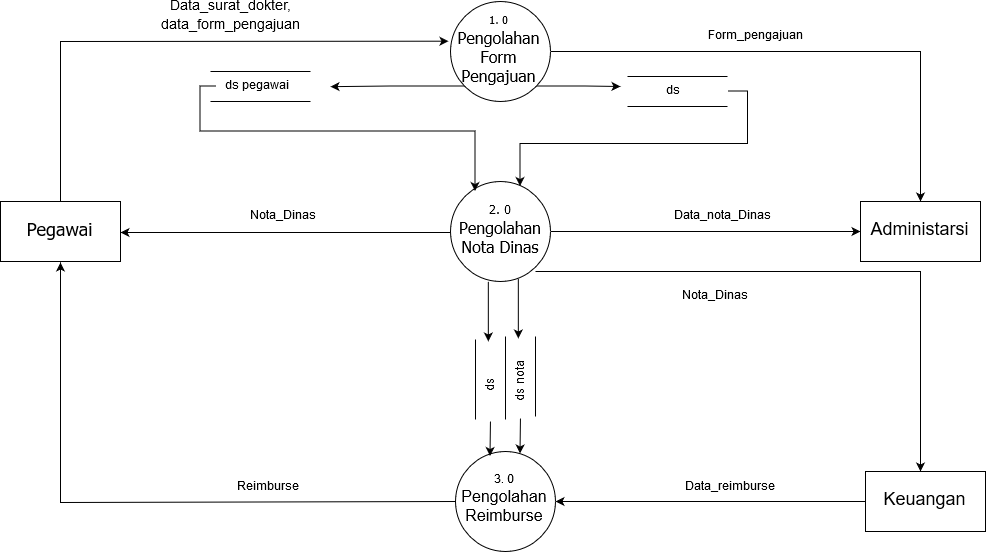 Data_surat_dokter,
data_form_pengajuan
1. 0
Pengolahan
Form
Pengajuan
Form_pengajuan
ds pegawai
ds
Pegawai
Nota_Dinas
2. 0
Pengolahan
Nota Dinas
Data_nota_Dinas
Administarsi
Nota_Dinas
ds
ds nota
Reimburse
3. 0
Pengolahan
Reimburse
Data_reimburse
Keuangan